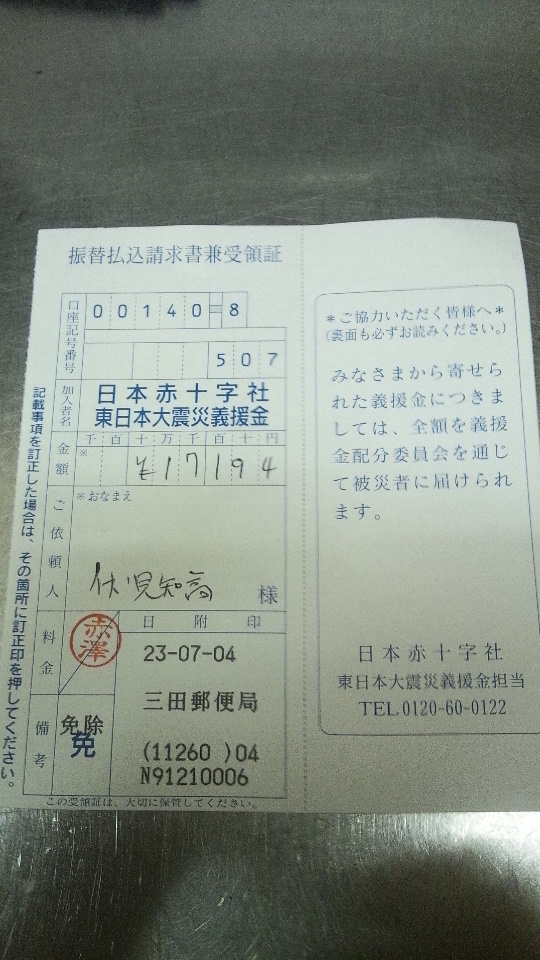 振替払込請求書兼受領証
口座記号番号
00140=8
507
加入者名
日本赤十字社
東日本大震災義援金
金額
千百十万千百十円
※
¥17194
ご依頼人
※おなまえ
伏見知高 様
料金
赤澤
日附印
23-07-04
三田郵便局
(11260 )04
N91210006
備考
免除
免
この受領証は、大切に保管してください。
記載事項を訂正した場合は、その箇所に訂正印を押してください。
*ご協力いただく皆様へ*
(裏面も必ずお読みください。)
みなさまから寄せら
れた義援金につきま
しては、全額を義援
金配分委員会を通じ
て被災者に届けられ
ます。
日本赤十字社
東日本大震災義援金担当
TEL.0120-60-0122